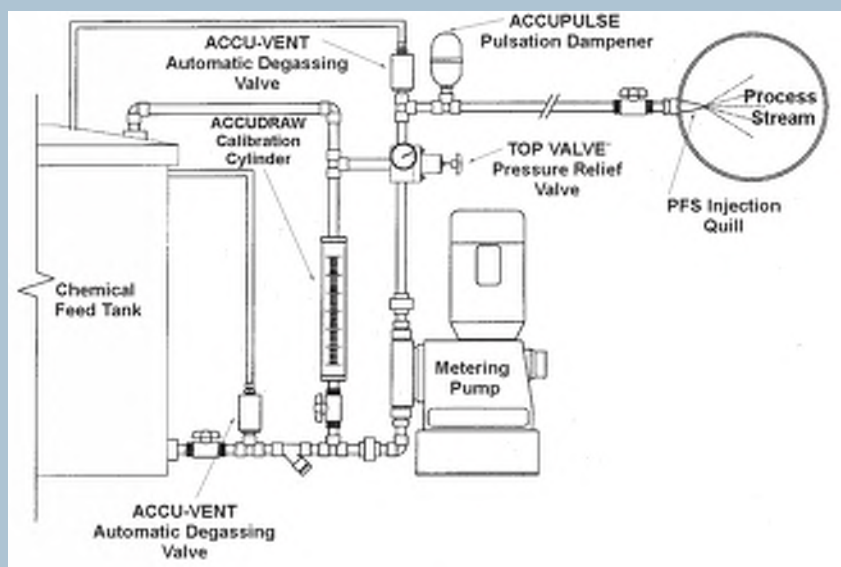 ACCUPULSE
Pulsation Dampener
ACCU-VENT
Automatic Degassing
Valve
ACCUDRAW
Calibration
Cylinder
Process
Stream
TOP VALVE
Pressure Relief
Valve
PFS Injection
Quill
Chemical
Feed Tank
Metering
Pump
ACCU-VENT
Automatic Degassing
Valve